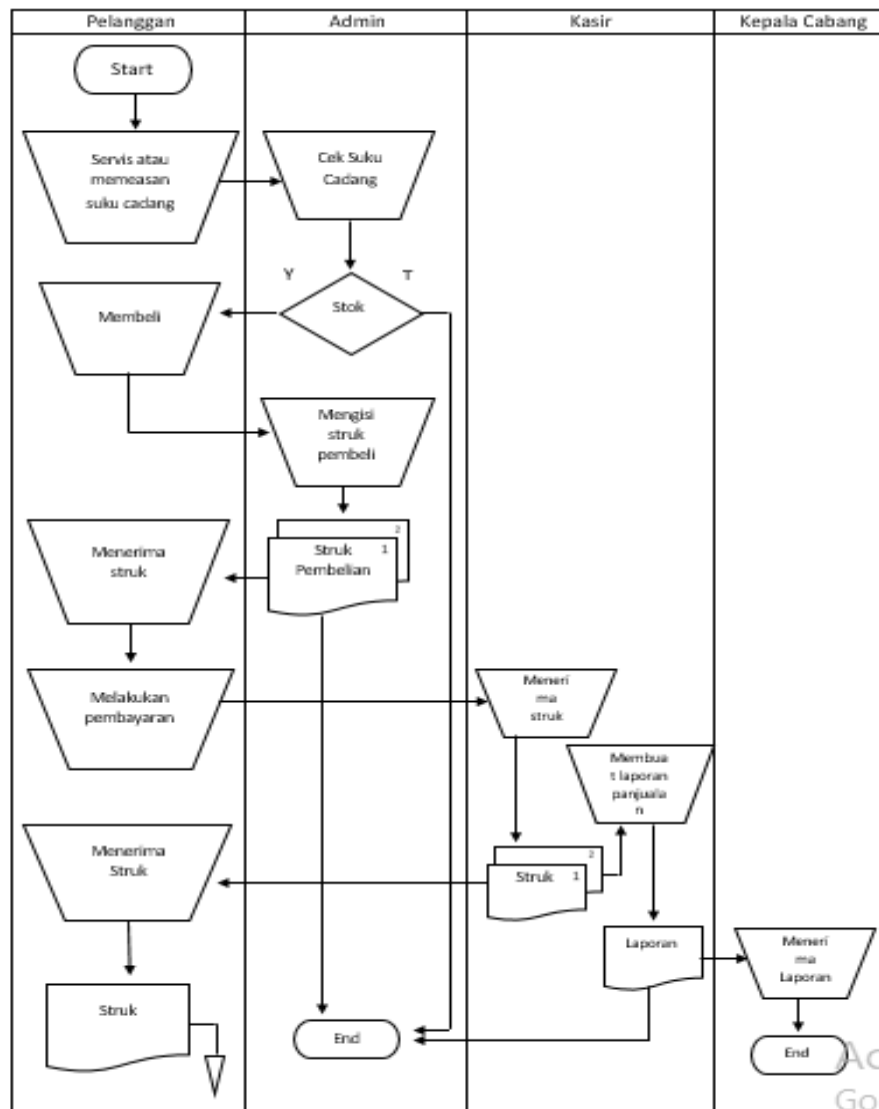 Pelanggan
Admin
Kasir
Kepala Cabang
Start
Servis atau
memeasan
suku cadang
Cek Suku
Cadang
Y
T
Stok
Membeli
Mengisi
struk
pembeli
2
Struk 1
Pembelian
Menerima
struk
Melakukan
pembayaran
Meneri
ma
struk
Membua
t laporan
panjuala
n
Menerima
Struk
2
Struk 1
Laporan
Meneri
ma
Laporan
Struk
End
End
Ac
Go